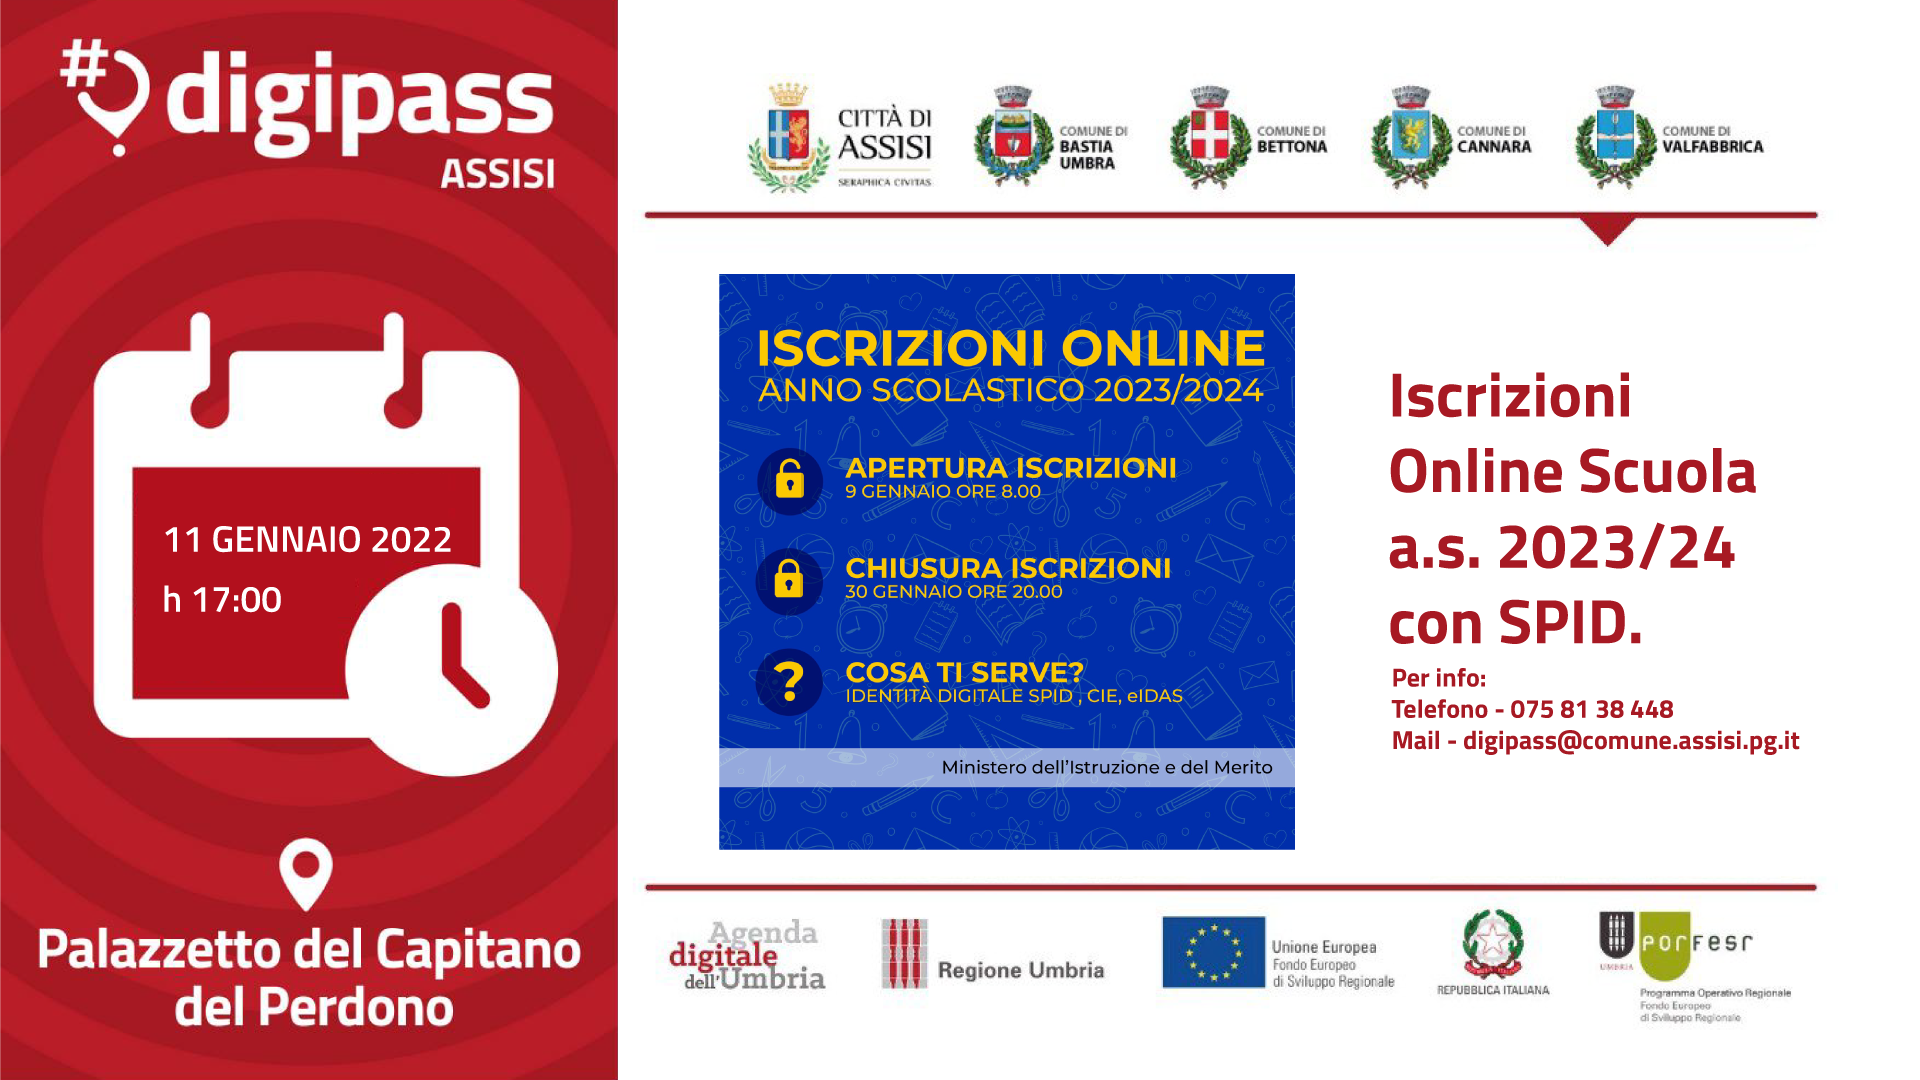 # digipass
ASSISI
11 GENNAIO 2022
h 17:00
Palazzetto del Capitano
del Perdono
CITTÀ DI
ASSISI
SERAPHICA CIVITAS
COMUNE DI
BASTIA
UMBRA
COMUNE DI
BETTONA
COMUNE DI
CANNARA
COMUNE DI
VALFABBRICA
ISCRIZIONI ONLINE
ANNO SCOLASTICO 2023/2024
APERTURA ISCRIZIONI
9 GENNAIO ORE 8.00
CHIUSURA ISCRIZIONI
30 GENNAIO ORE 20.00
? COSA TI SERVE?
IDENTITÀ DIGITALE SPID , CIE, eIDAS
Ministero dell'Istruzione e del Merito
Iscrizioni
Online Scuola
a.s. 2023/24
con SPID.
Per info:
Telefono - 075 81 38 448
Mail - digipass@comune.assisi.pg.it
Agenda
digitale
dell'Umbria
Regione Umbria
Unione Europea
Fondo Europeo
di Sviluppo Regionale
REPUBBLICA ITALIANA
UMBRIA
porfesr
Programma Operativo Regionale
Fondo Europeo
di Sviluppo Regionale